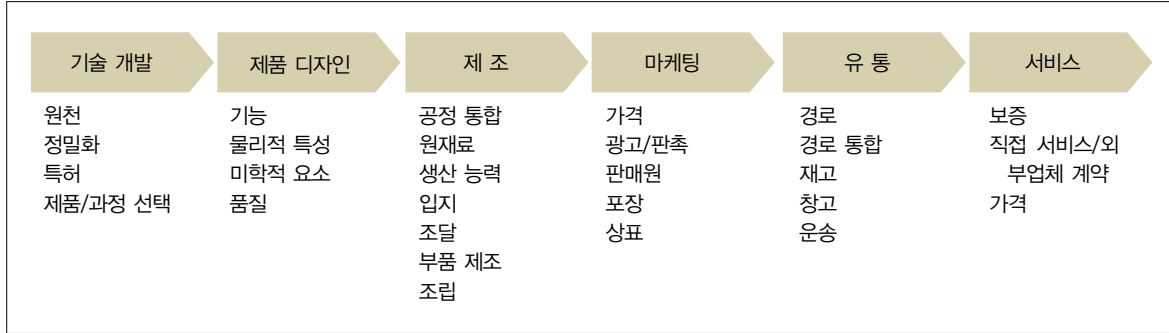 기술 개발
원천
정밀화
특허
제품/과정 선택
제품 디자인
기능
물리적 특성
미학적 요소
품질
제 조
공정 통합
원재료
생산 능력
입지
조달
부품 제조
조립
마케팅
가격
광고/판촉
판매원
포장
상표
유 통
경로
경로 통합
재고
창고
운송
서비스
보증
직접 서비스/외
부업체 계약
가격